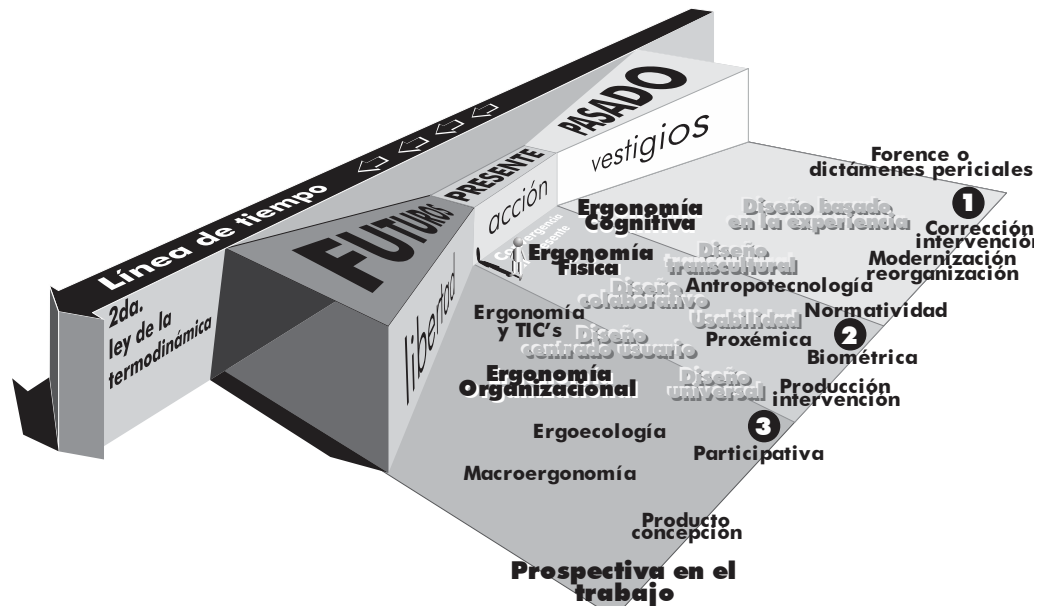 Línea de tiempo
2da.
ley de la
termodinámica
FUTUROS
PRESENTE
PASADO
libertad
acción
vestigios
Forence o
dictámenes periciales
1
Corrección
intervención
Modernización
reorganización
Ergonomía
Cognitiva
Diseño basado
en la experiencia
Ergonomía
Física
Diseño
transcultural
Diseño
colaborativo
Antropotecnología
Normatividad
Ergonomía
y TIC's
Usabilidad
Proxémica
2
Biométrica
Diseño
centrado usuario
Ergonomía
Organizacional
Diseño
universal
Producción
intervención
3
Participativa
Ergoecología
Macroergonomía
Producto
concepción
Prospectiva en el
trabajo